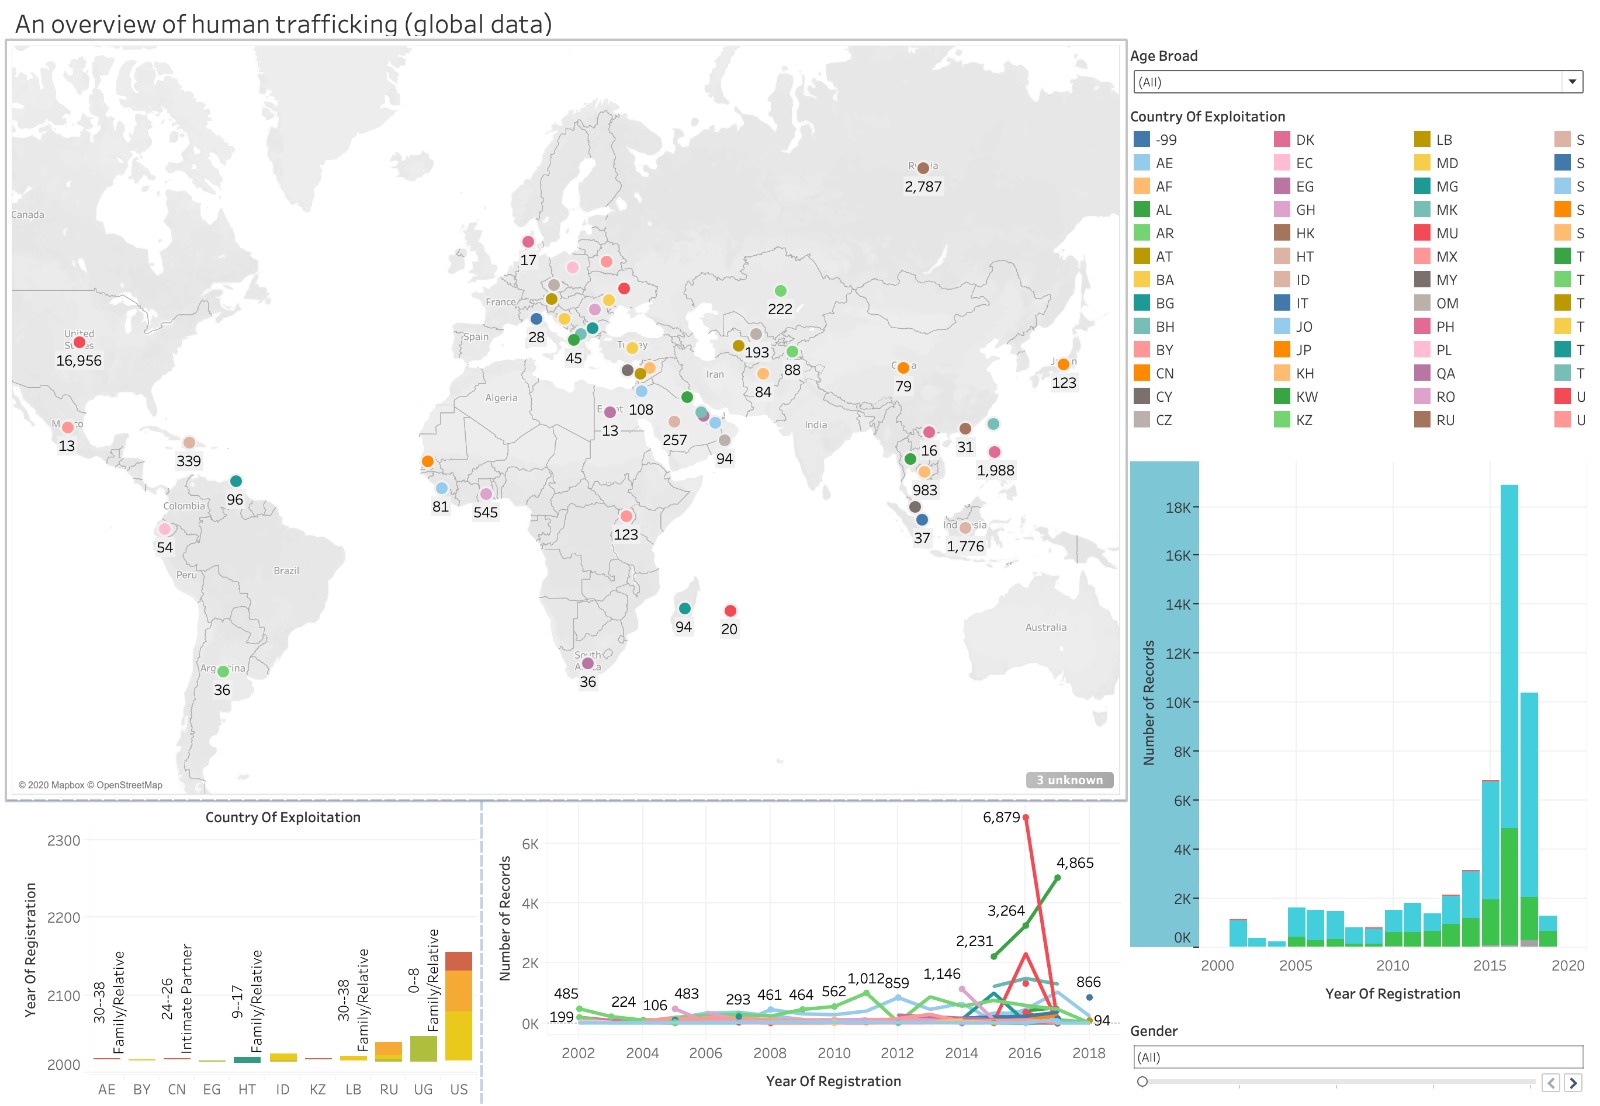 An overview of human trafficking (global data)
Age Broad
(All)
Country Of Exploitation
-99 DK LB S
AE EC MD S
AF EG MG S
AL GH MK S
AR HK MU S
AT HT MX T
BA ID MY T
BG IT OM T
BH JO PH T
BY JP PL T
CN KH QA T
CY KW RO U
CZ KZ RU U
Canada
Russia
2,787
17
France
28
Spain
45
Turkey
222
193
88
84
Iran
China
79
Japan
123
United
States
16,956
Mexico
13
339
96
Colombia
54
Peru
Brazil
Argentina
36
Algeria
Egypt
13
108
257
94
India
16
31
1,988
983
37
Indonesia
1,776
81
545
123
94
20
South
Africa
36
Australia
© 2020 Mapbox © OpenStreetMap
3 unknown
Country Of Exploitation
Year Of Registration
2300
2200
2100
2000
30--38
Family/Relative
24--26
Intimate Partner
9--17
Family/Relative
30--38
Family/Relative
0--8
Family/Relative
AE BY CN EG HT ID KZ LB RU UG US
Number of Records
6K
4K
2K
0K
6,879
4,865
3,264
2,231
1,146
1,012
859
866
485
199
224
106
483
293
461
464
562
94
2002 2004 2006 2008 2010 2012 2014 2016 2018
Year Of Registration
Number of Records
18K
16K
14K
12K
10K
8K
6K
4K
2K
0K
2000 2005 2010 2015 2020
Year Of Registration
Gender
(All)